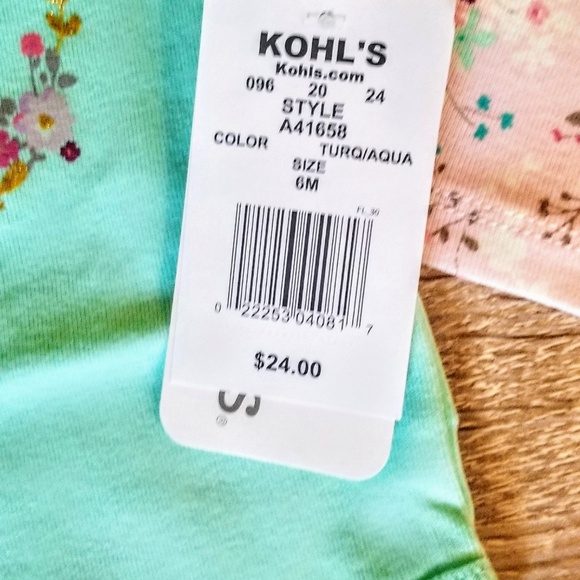 KOHL'S
Kohls.com
096 20 24
STYLE
A41658
COLOR TURQ/AQUA
SIZE
6M
FL_30
0 22253 04081 7
$24.00
S
®